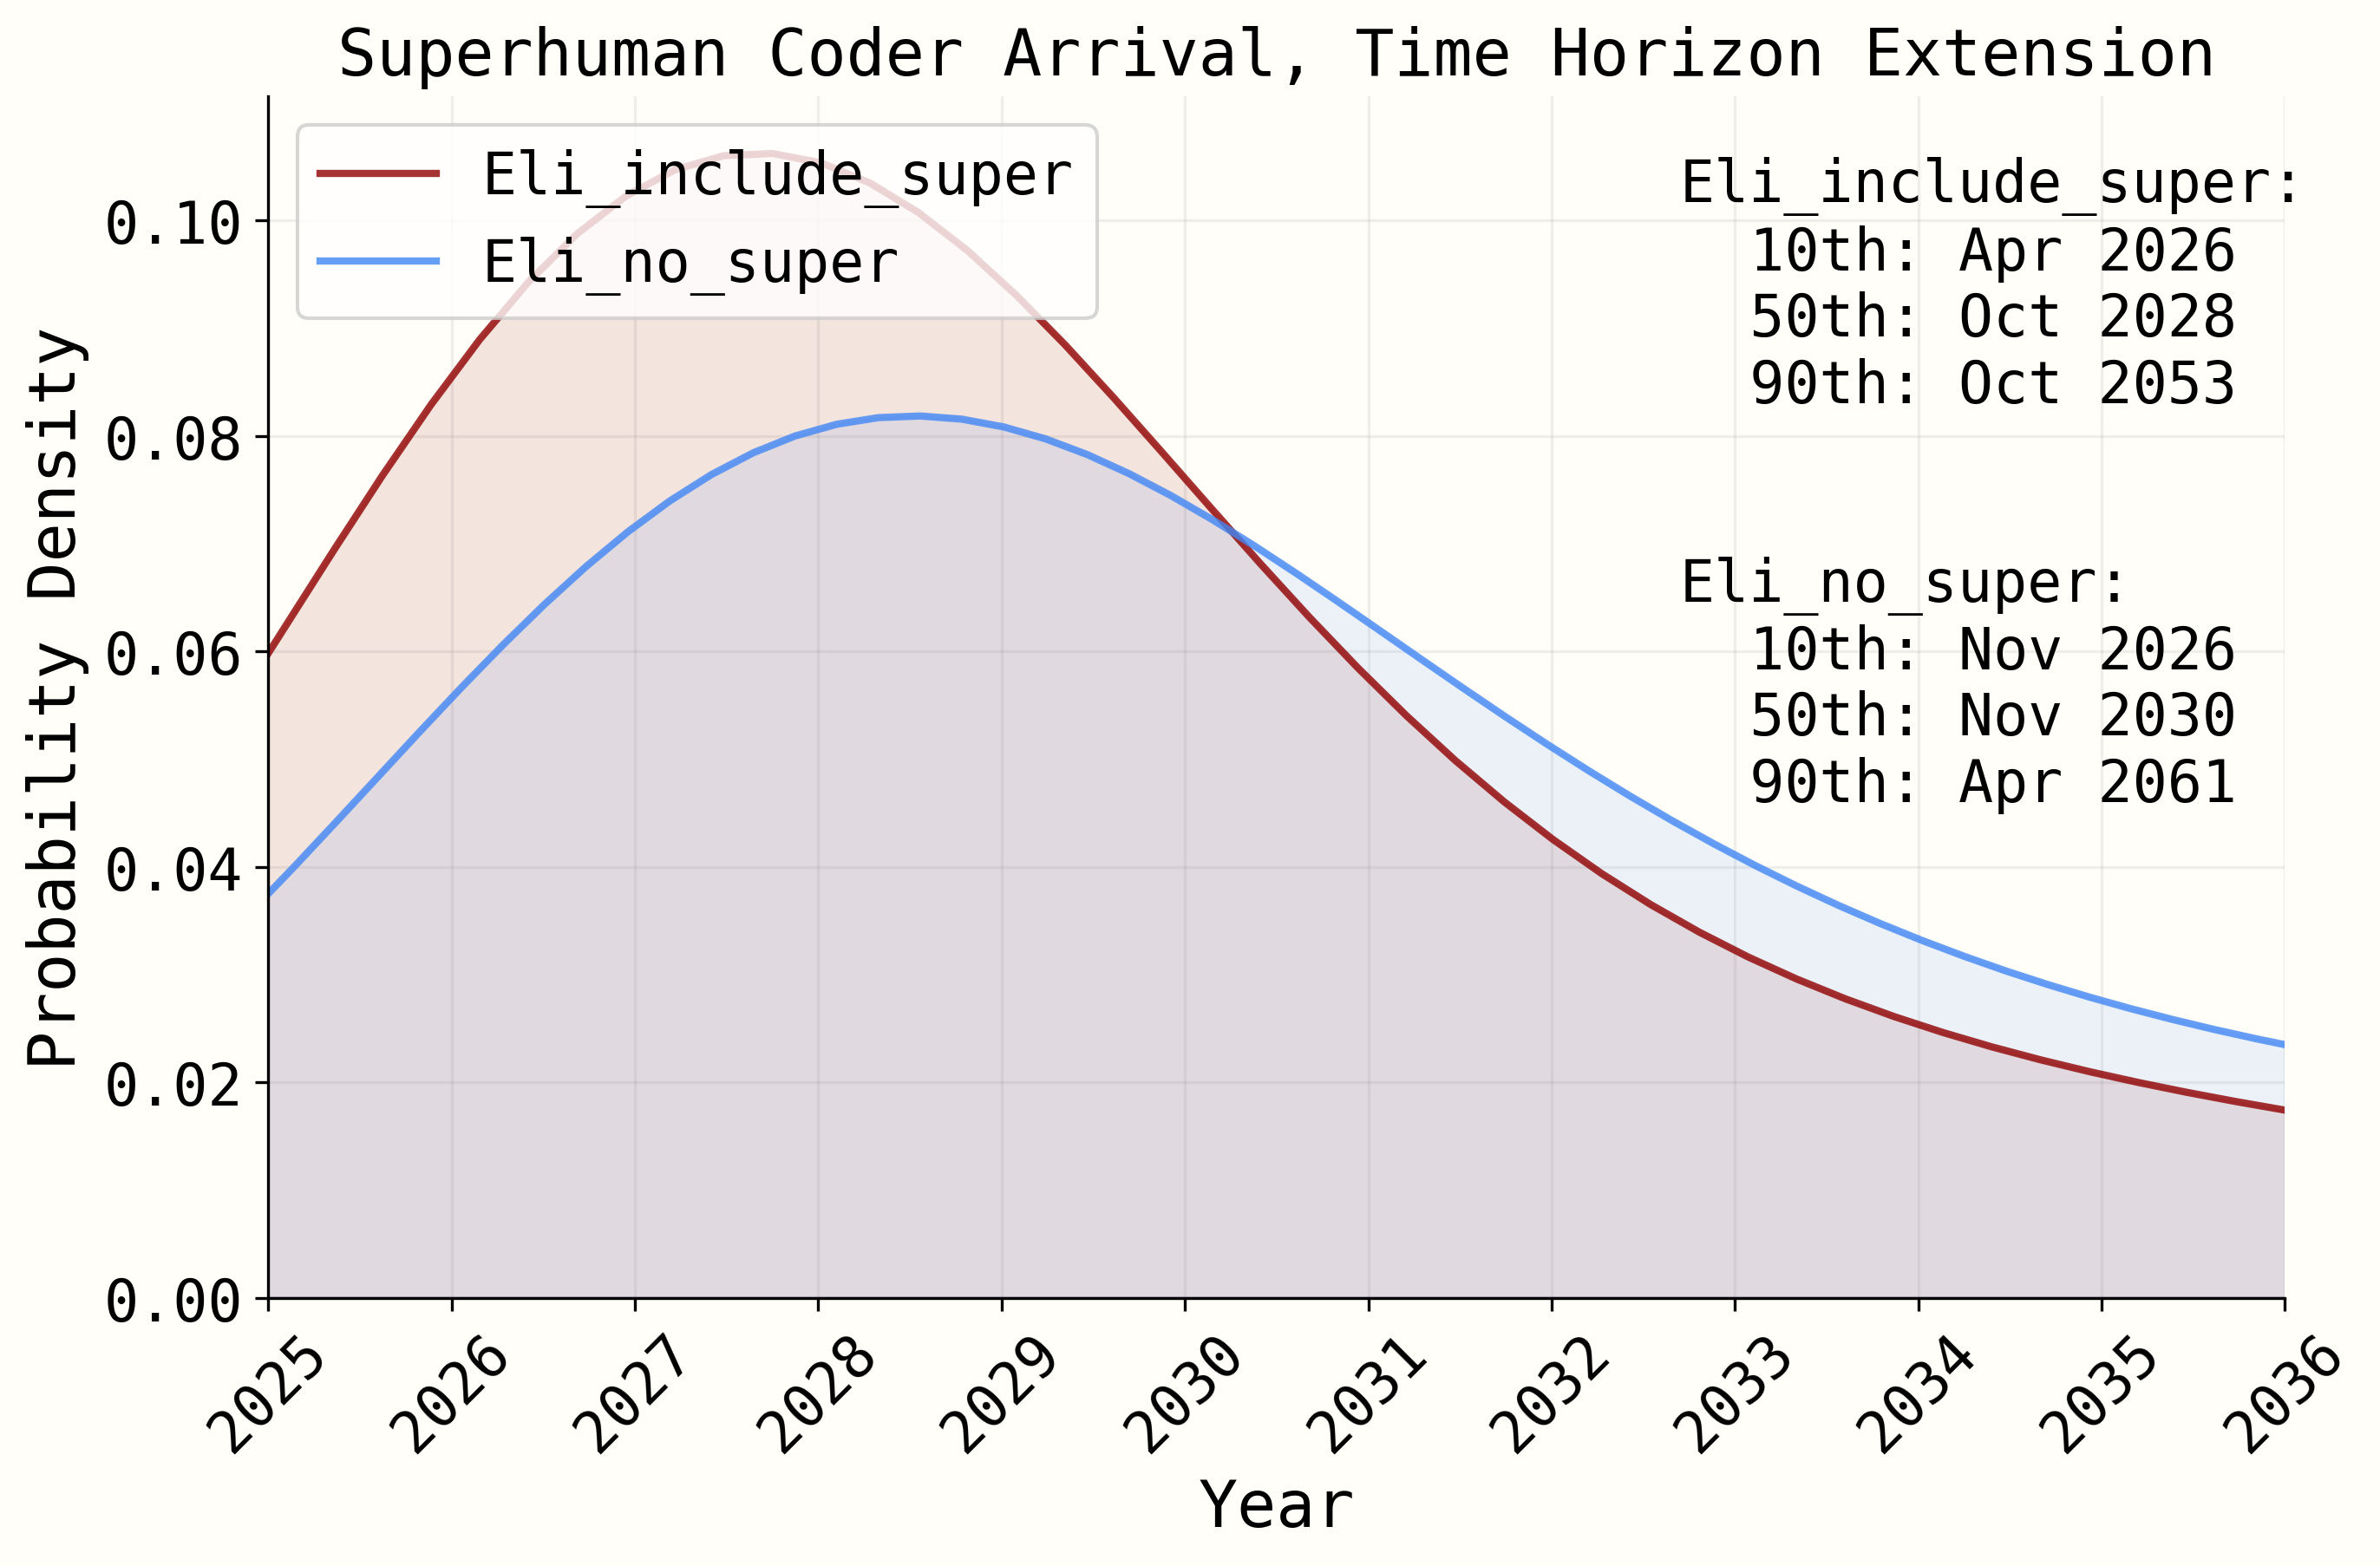 Superhuman Coder Arrival, Time Horizon Extension
Eli_include_super
Eli_no_super
Eli_include_super:
10th: Apr 2026
50th: Oct 2028
90th: Oct 2053
Eli_no_super:
10th: Nov 2026
50th: Nov 2030
90th: Apr 2061
Probability Density
0.10
0.08
0.06
0.04
0.02
0.00
2025
2026
2027
2028
2029
2030
2031
2032
2033
2034
2035
2036
Year